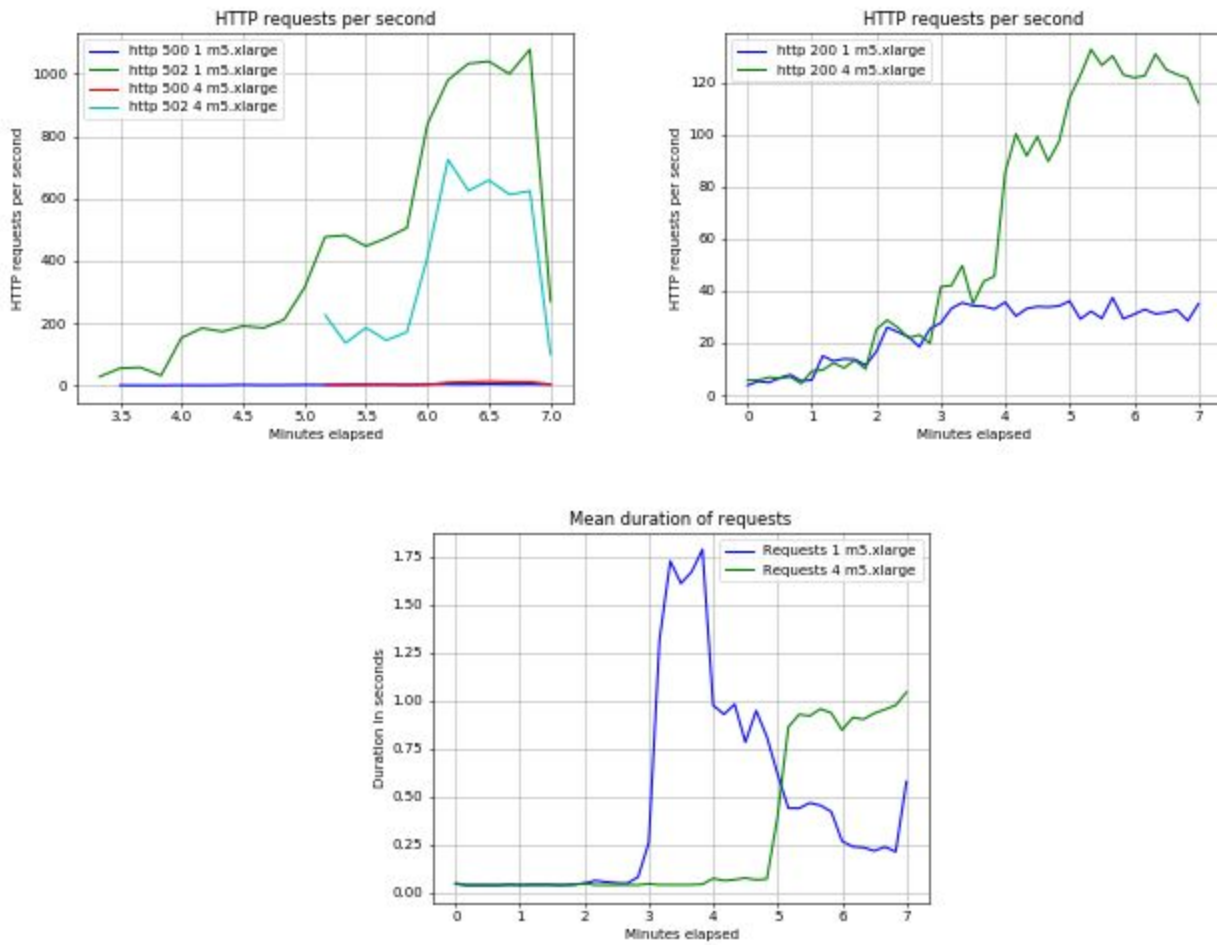 HTTP requests per second
http 500 1 m5.xlarge
http 502 1 m5.xlarge
http 500 4 m5.xlarge
http 502 4 m5.xlarge
HTTP requests per second
1000
800
600
400
200
0
3.5 4.0 4.5 5.0 5.5 6.0 6.5 7.0
Minutes elapsed
HTTP requests per second
http 200 1 m5.xlarge
http 200 4 m5.xlarge
HTTP requests per second
120
100
80
60
40
20
0
0 1 2 3 4 5 6 7
Minutes elapsed
Mean duration of requests
Requests 1 m5.xlarge
Requests 4 m5.xlarge
Duration in seconds
1.75
1.50
1.25
1.00
0.75
0.50
0.25
0.00
0 1 2 3 4 5 6 7
Minutes elapsed